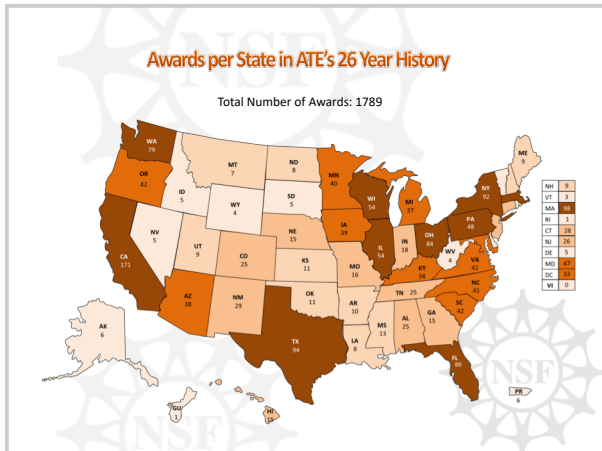 Awards per State in ATE's 26 Year History
Total Number of Awards: 1789
WA
79
OR
42
CA
171
NV
5
ID
5
MT
7
WY
4
UT
9
AZ
38
CO
25
NM
29
ND
8
SD
5
NE
15
KS
11
OK
11
TX
94
MN
40
IA
39
MO
16
AR
10
LA
8
WI
54
IL
54
MI
37
IN
18
OH
84
KY
34
TN 25
MS
13
AL
25
GA
15
FL
86
SC
42
NC
41
VA
42
WV
4
PA
48
NY
92
ME
9
AK
6
GU
1
HI
15
PR
6
NH 9
VT 3
MA 98
RI 1
CT 28
NJ 26
DE 5
MD 47
DC 33
VI 0
NSF
NSF
NSF